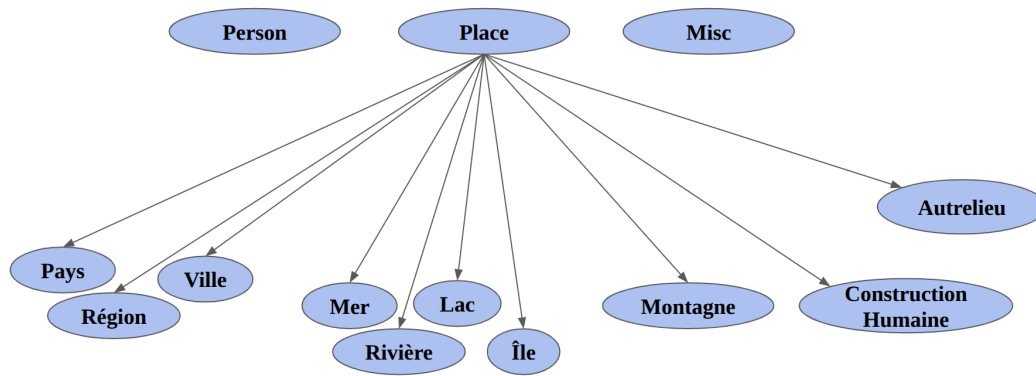 Person
Place
Misc
Autrelieu
Pays
Ville
Région
Mer
Lac
Montagne
Construction
Humaine
Rivière
Île